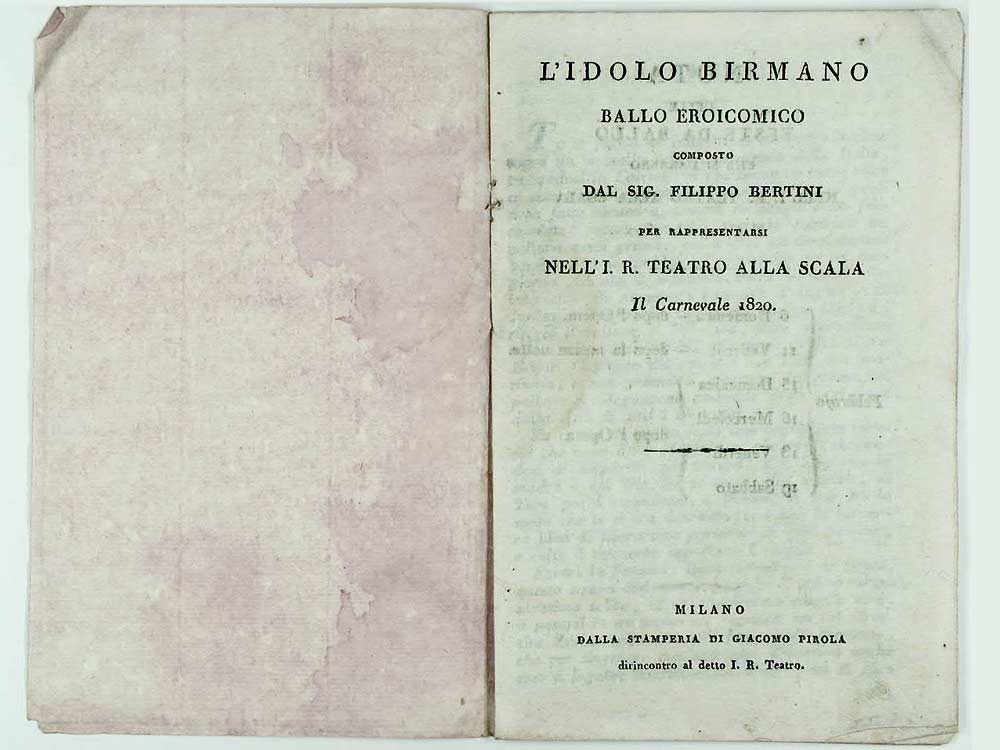 L'IDOLO BIRMANO
BALLO EROICOMICO
COMPOSTO
DAL SIG. FILIPPO BERTINI
PER RAPPRESENTARSI
NELL'I. R. TEATRO ALLA SCALA
Il Carnevale 1820.
MILANO
DALLA STAMPERIA DI GIACOMO PIROLA
dirincontro al detto I. R. Teatro.